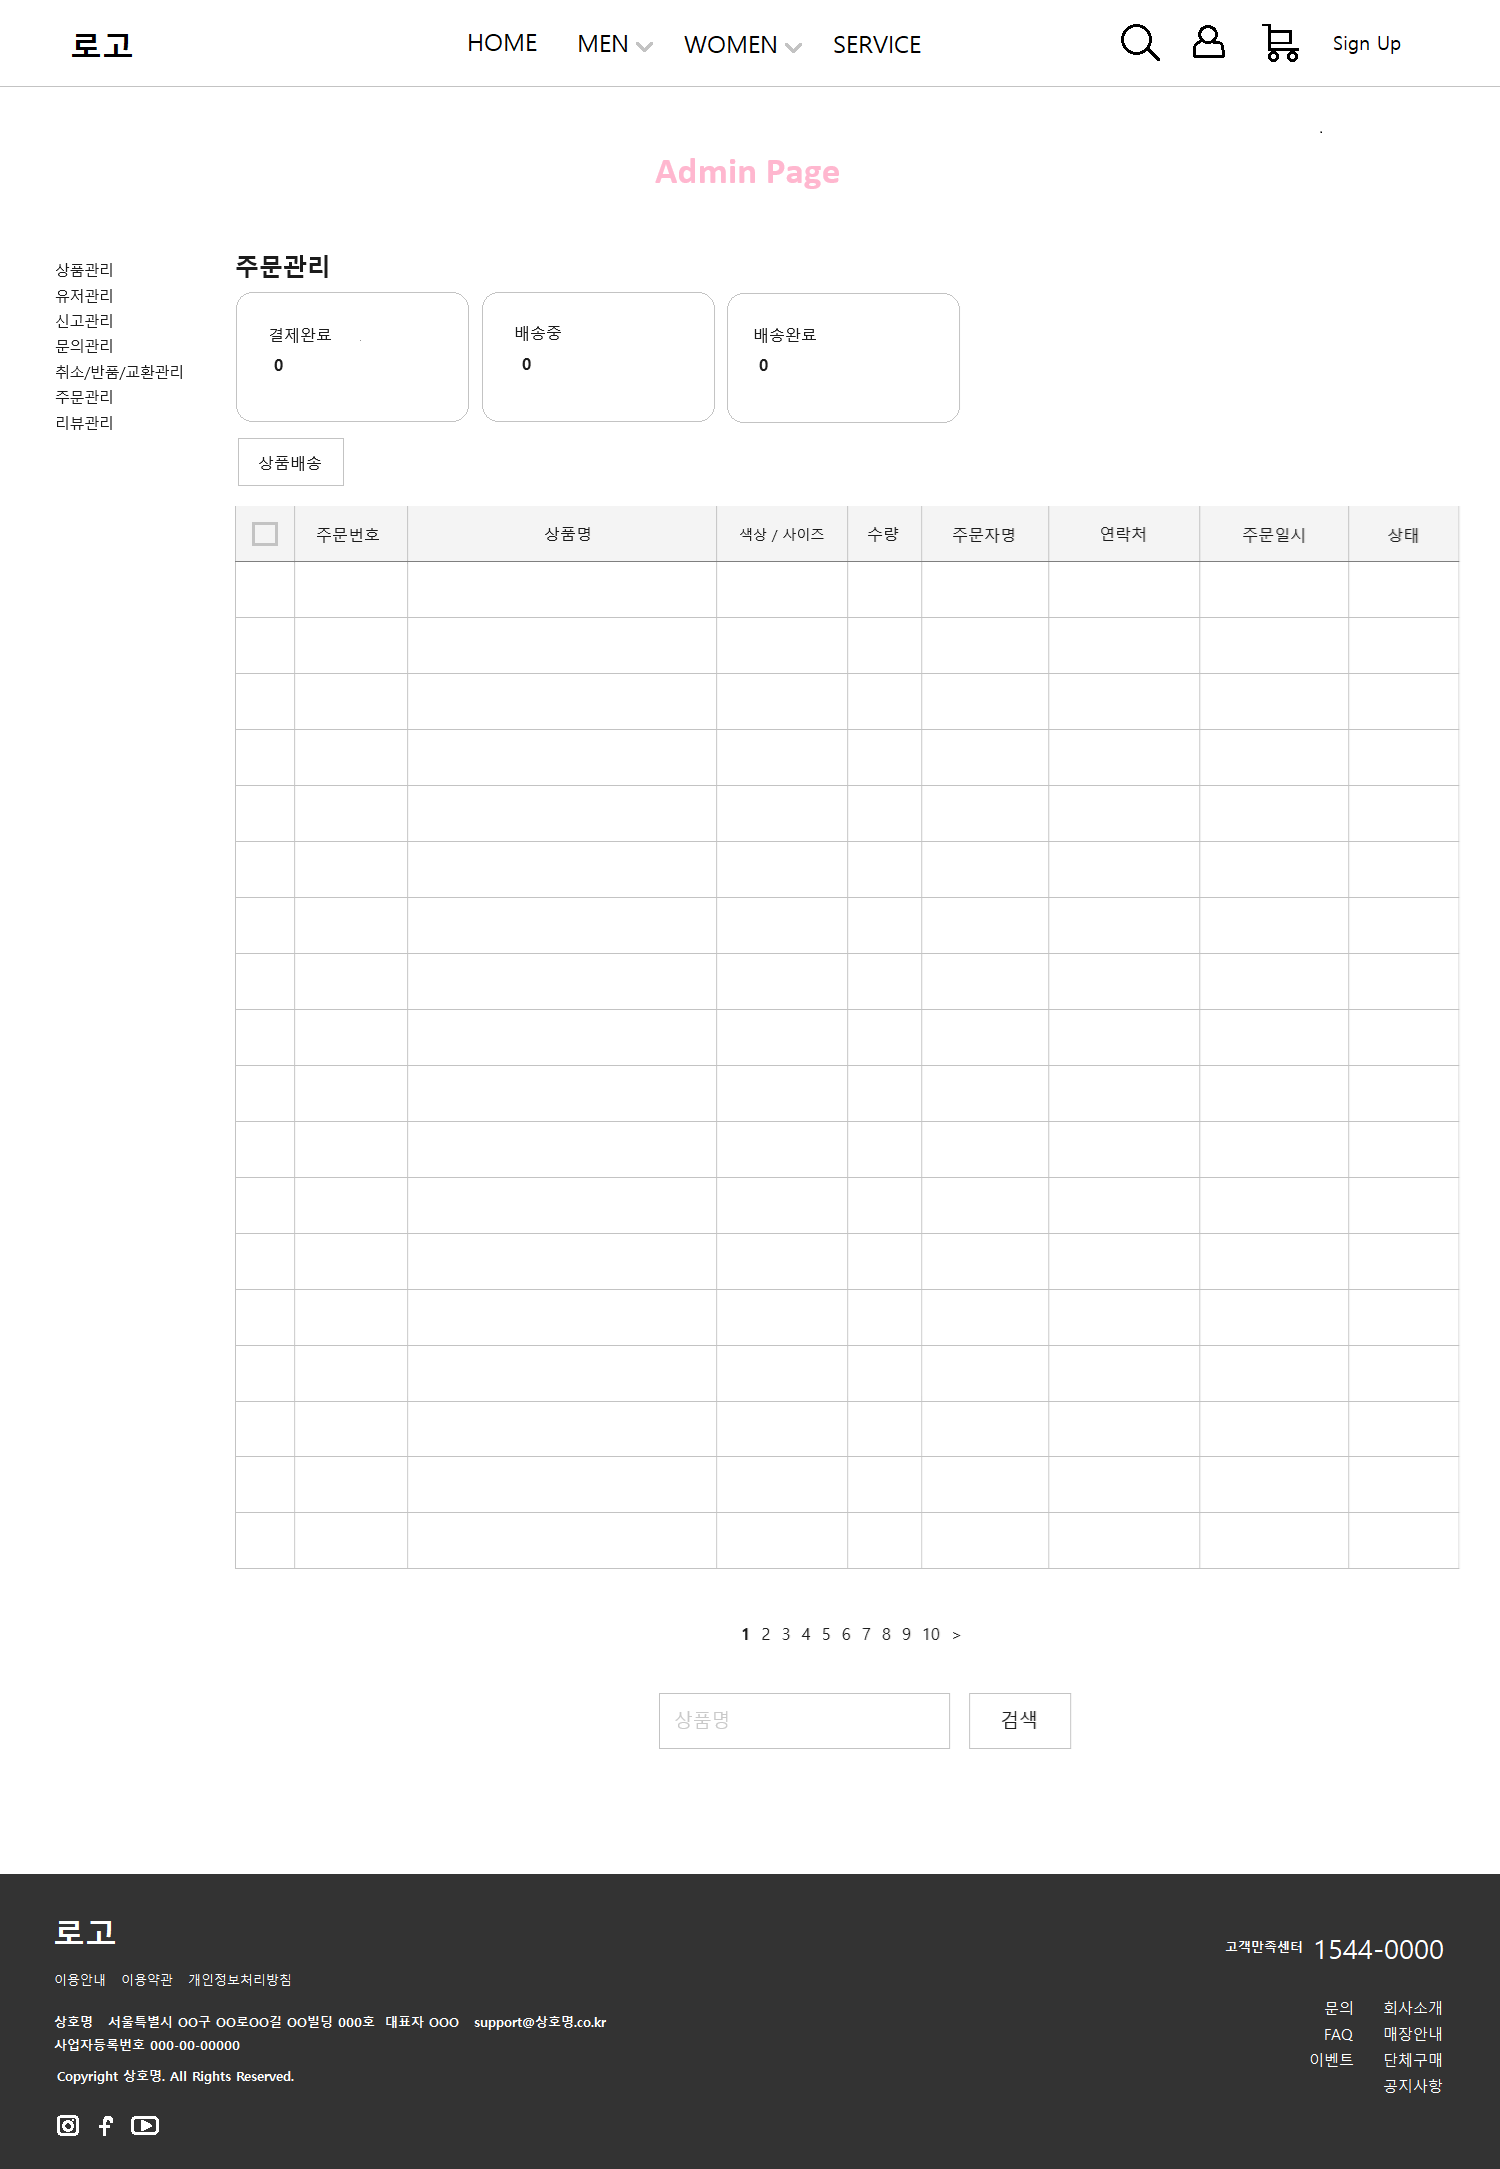 로고 HOME MEN WOMEN SERVICE Sign Up
Admin Page
상품관리
유저관리
신고관리
문의관리
취소/반품/교환관리
주문관리
리뷰관리
주문관리
결제완료
0
배송중
0
배송완료
0
상품배송
주문번호 상품명 색상 / 사이즈 수량 주문자명 연락처 주문일시 상태
1 2 3 4 5 6 7 8 9 10 >
상품명 검색
로고
이용안내 이용약관 개인정보처리방침
상호명 서울특별시 OO구 OO로OO길 OO빌딩 000호 대표자 OOO support@상호명.co.kr
사업자등록번호 000-00-00000
Copyright 상호명. All Rights Reserved.
고객만족센터 1544-0000
문의 회사소개
FAQ 매장안내
이벤트 단체구매
공지사항